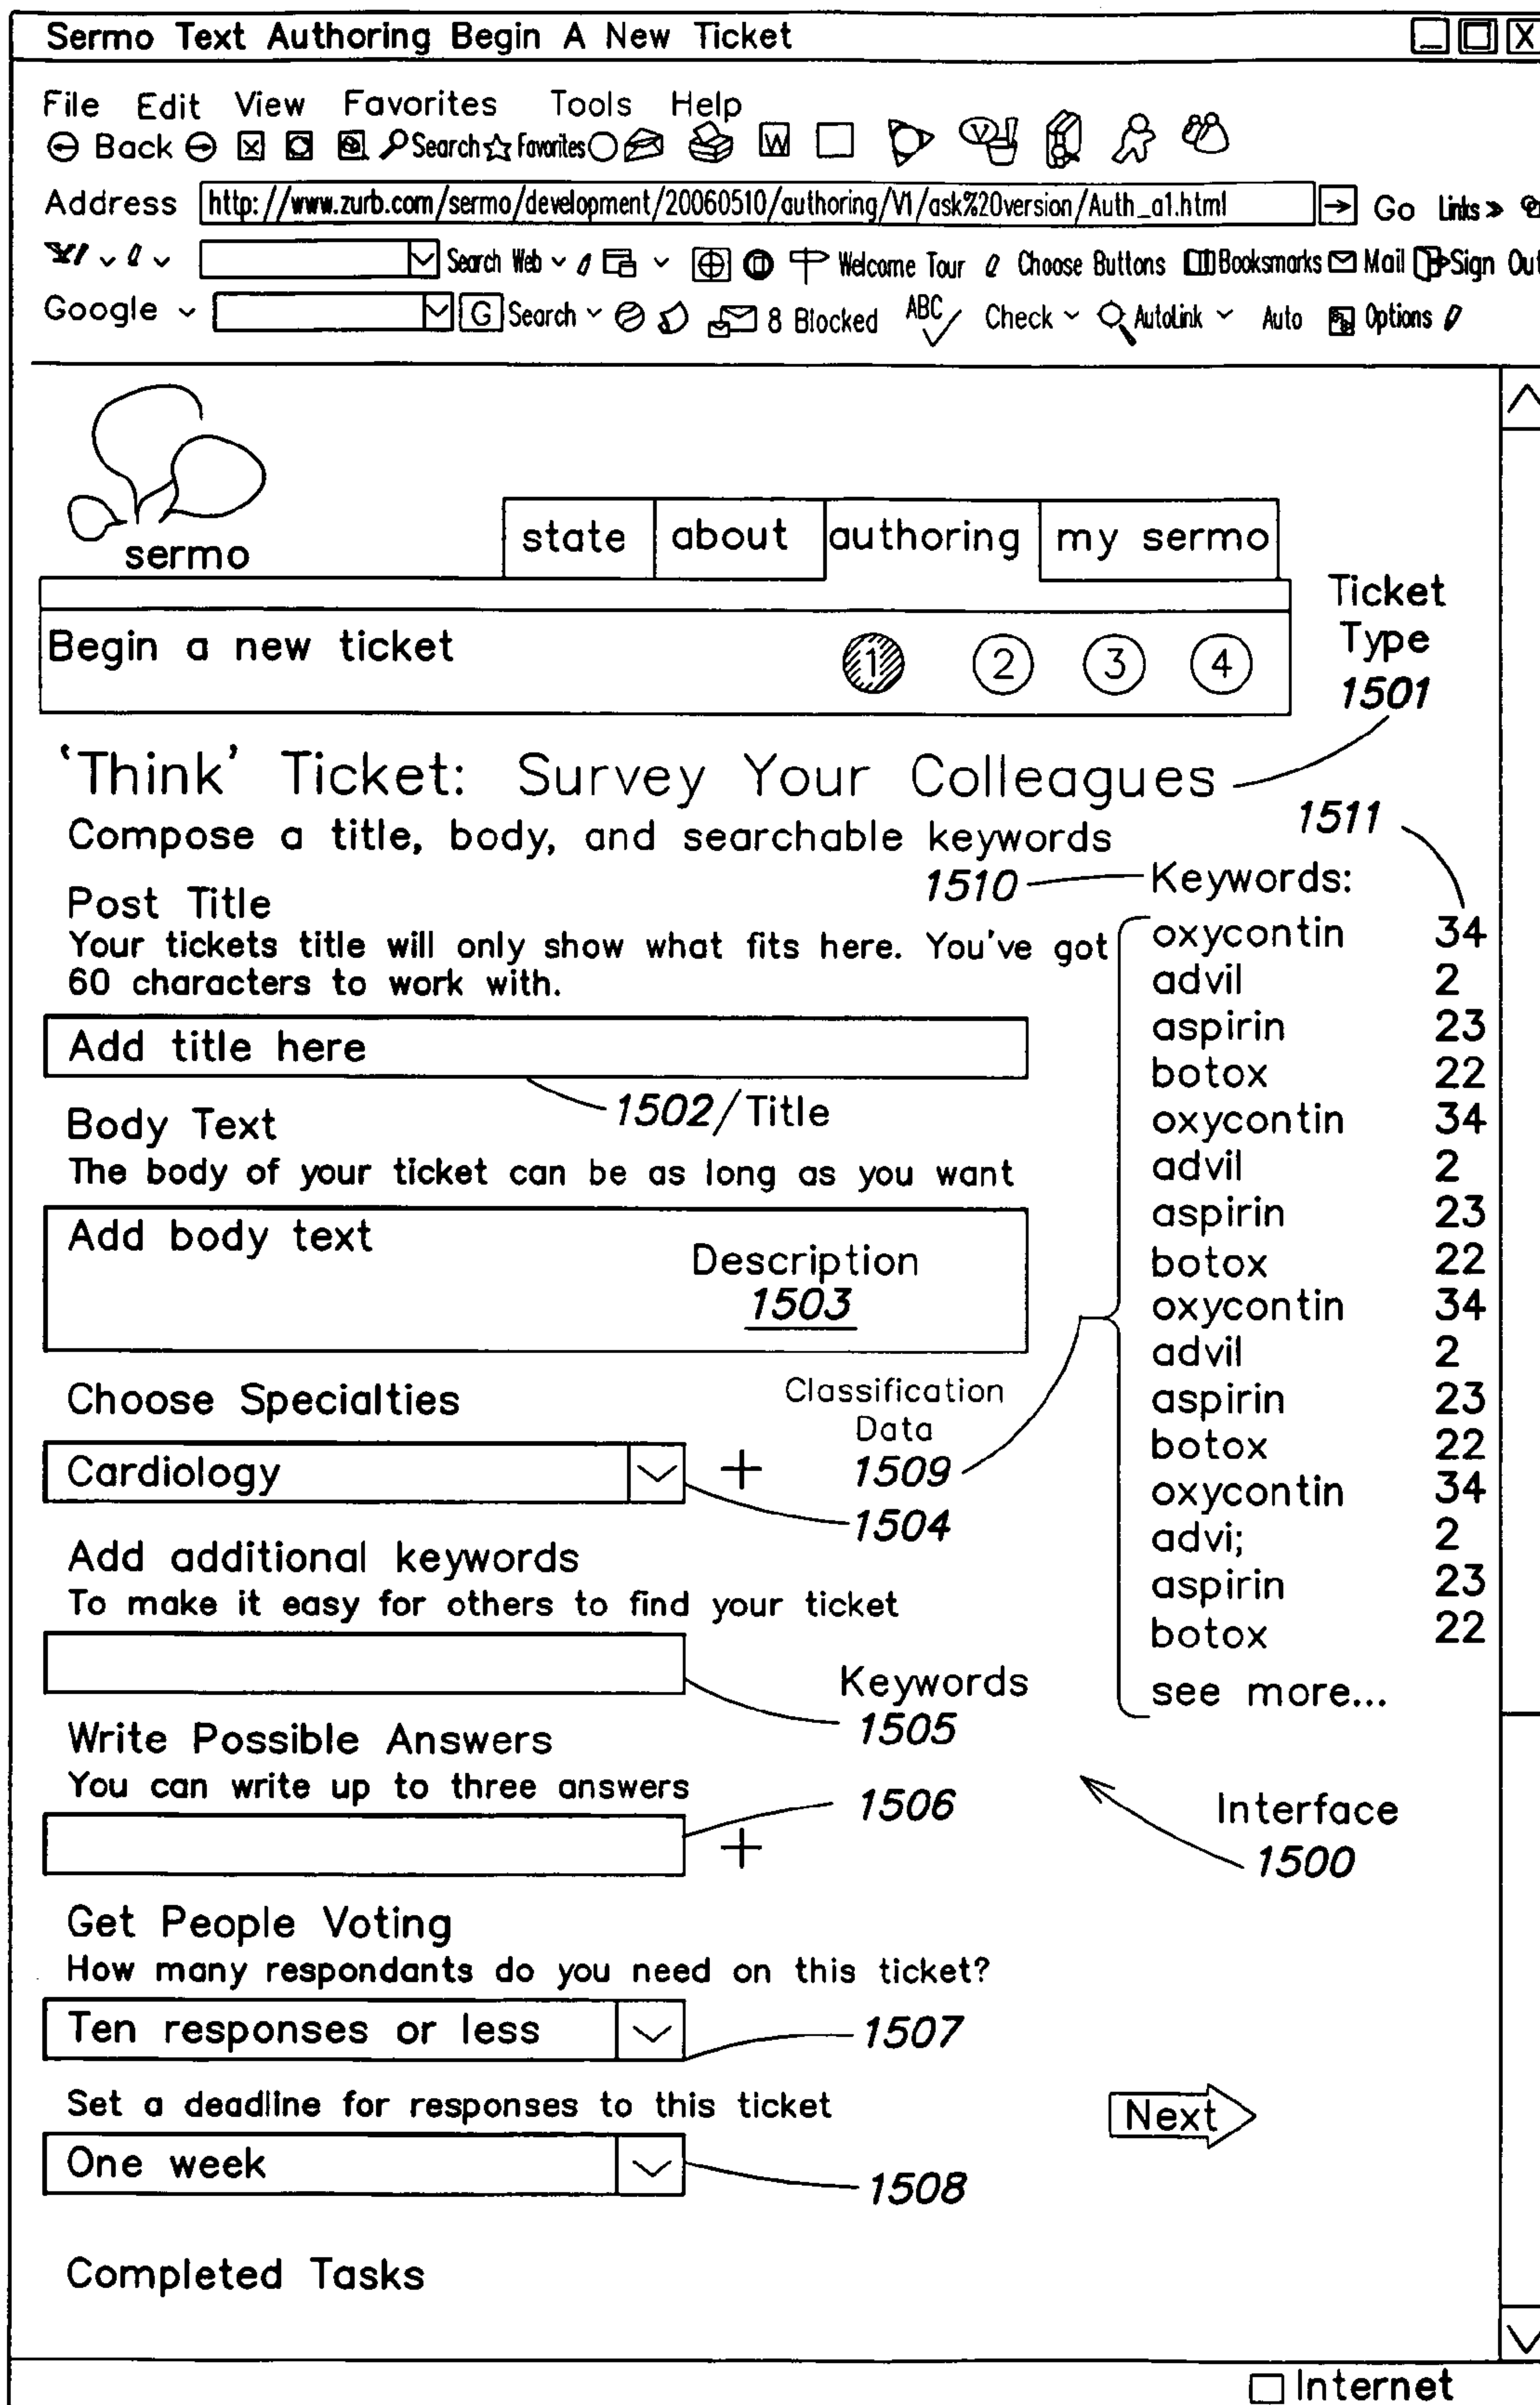 Sermo Text Authoring Begin A New Ticket
File Edit View Favorites Tools Help
Back Search Favorites W
Address http://www.zurb.com/sermo/development/20060510/authoring/V1/ask%20version/Auth_a1.html Go Links »
Search Web Welcome Tour Choose Buttons Booksmarks Mail Sign Out
Google G Search 8 Blocked ABC Check AutoLink Auto Options
sermo
state about authoring my sermo
Begin a new ticket 1 2 3 4
Ticket
Type
1501
'Think' Ticket: Survey Your Colleagues
Compose a title, body, and searchable keywords
1511
1510 Keywords:
Post Title
Your tickets title will only show what fits here. You've got
60 characters to work with.
Add title here
1502/Title
Body Text
The body of your ticket can be as long as you want
Add body text
Description
1503
Choose Specialties
Classification
Data
1509
Cardiology +
1504
Add additional keywords
To make it easy for others to find your ticket
Keywords
1505
Write Possible Answers
You can write up to three answers
1506
+
Get People Voting
How many respondants do you need on this ticket?
Ten responses or less
1507
Set a deadline for responses to this ticket
One week
1508
Completed Tasks
oxycontin 34
advil 2
aspirin 23
botox 22
oxycontin 34
advil 2
aspirin 23
botox 22
oxycontin 34
advil 2
aspirin 23
botox 22
oxycontin 34
advi; 2
aspirin 23
botox 22
see more...
Interface
1500
Next
Internet